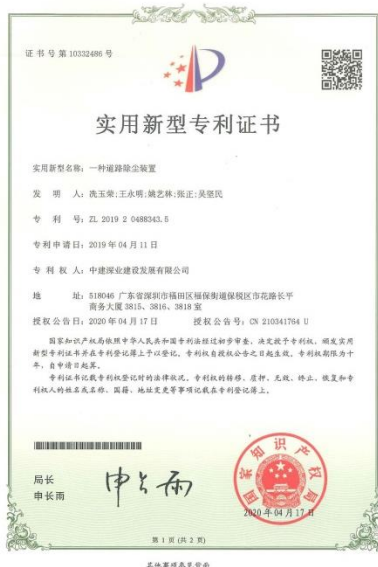 证书号第10332486号
实用新型专利证书
实用新型名称：一种道路除尘装置
发 明 人：冼玉荣;王永明;姚艺林;张正;吴坚民
专 利 号：ZL 2019 2 0488343.5
专利申请日：2019年04月11日
专 利 权 人：中建深业建设发展有限公司
地 址：518046 广东省深圳市福田区福保街道保税区市花路长平
商务大厦3815、3816、3818室
授权公告日：2020年04月17日 授权公告号：CN 210341764 U
国家知识产权局依照中华人民共和国专利法经过初步审查，决定授予专利权，颁发实用
新型专利证书并在专利登记簿上予以登记。专利权自授权公告之日起生效。专利权期限为十
年，自申请日起算。
专利证书记载专利权登记时的法律状况。专利权的转移、质押、无效、终止、恢复和专
利权人的姓名或名称、国籍、地址变更等事项记载在专利登记簿上。
局长
申长雨
申长雨
国家知识产权局
2020年04月17日
第 1 页 (共 2 页)
其他事项参见背面